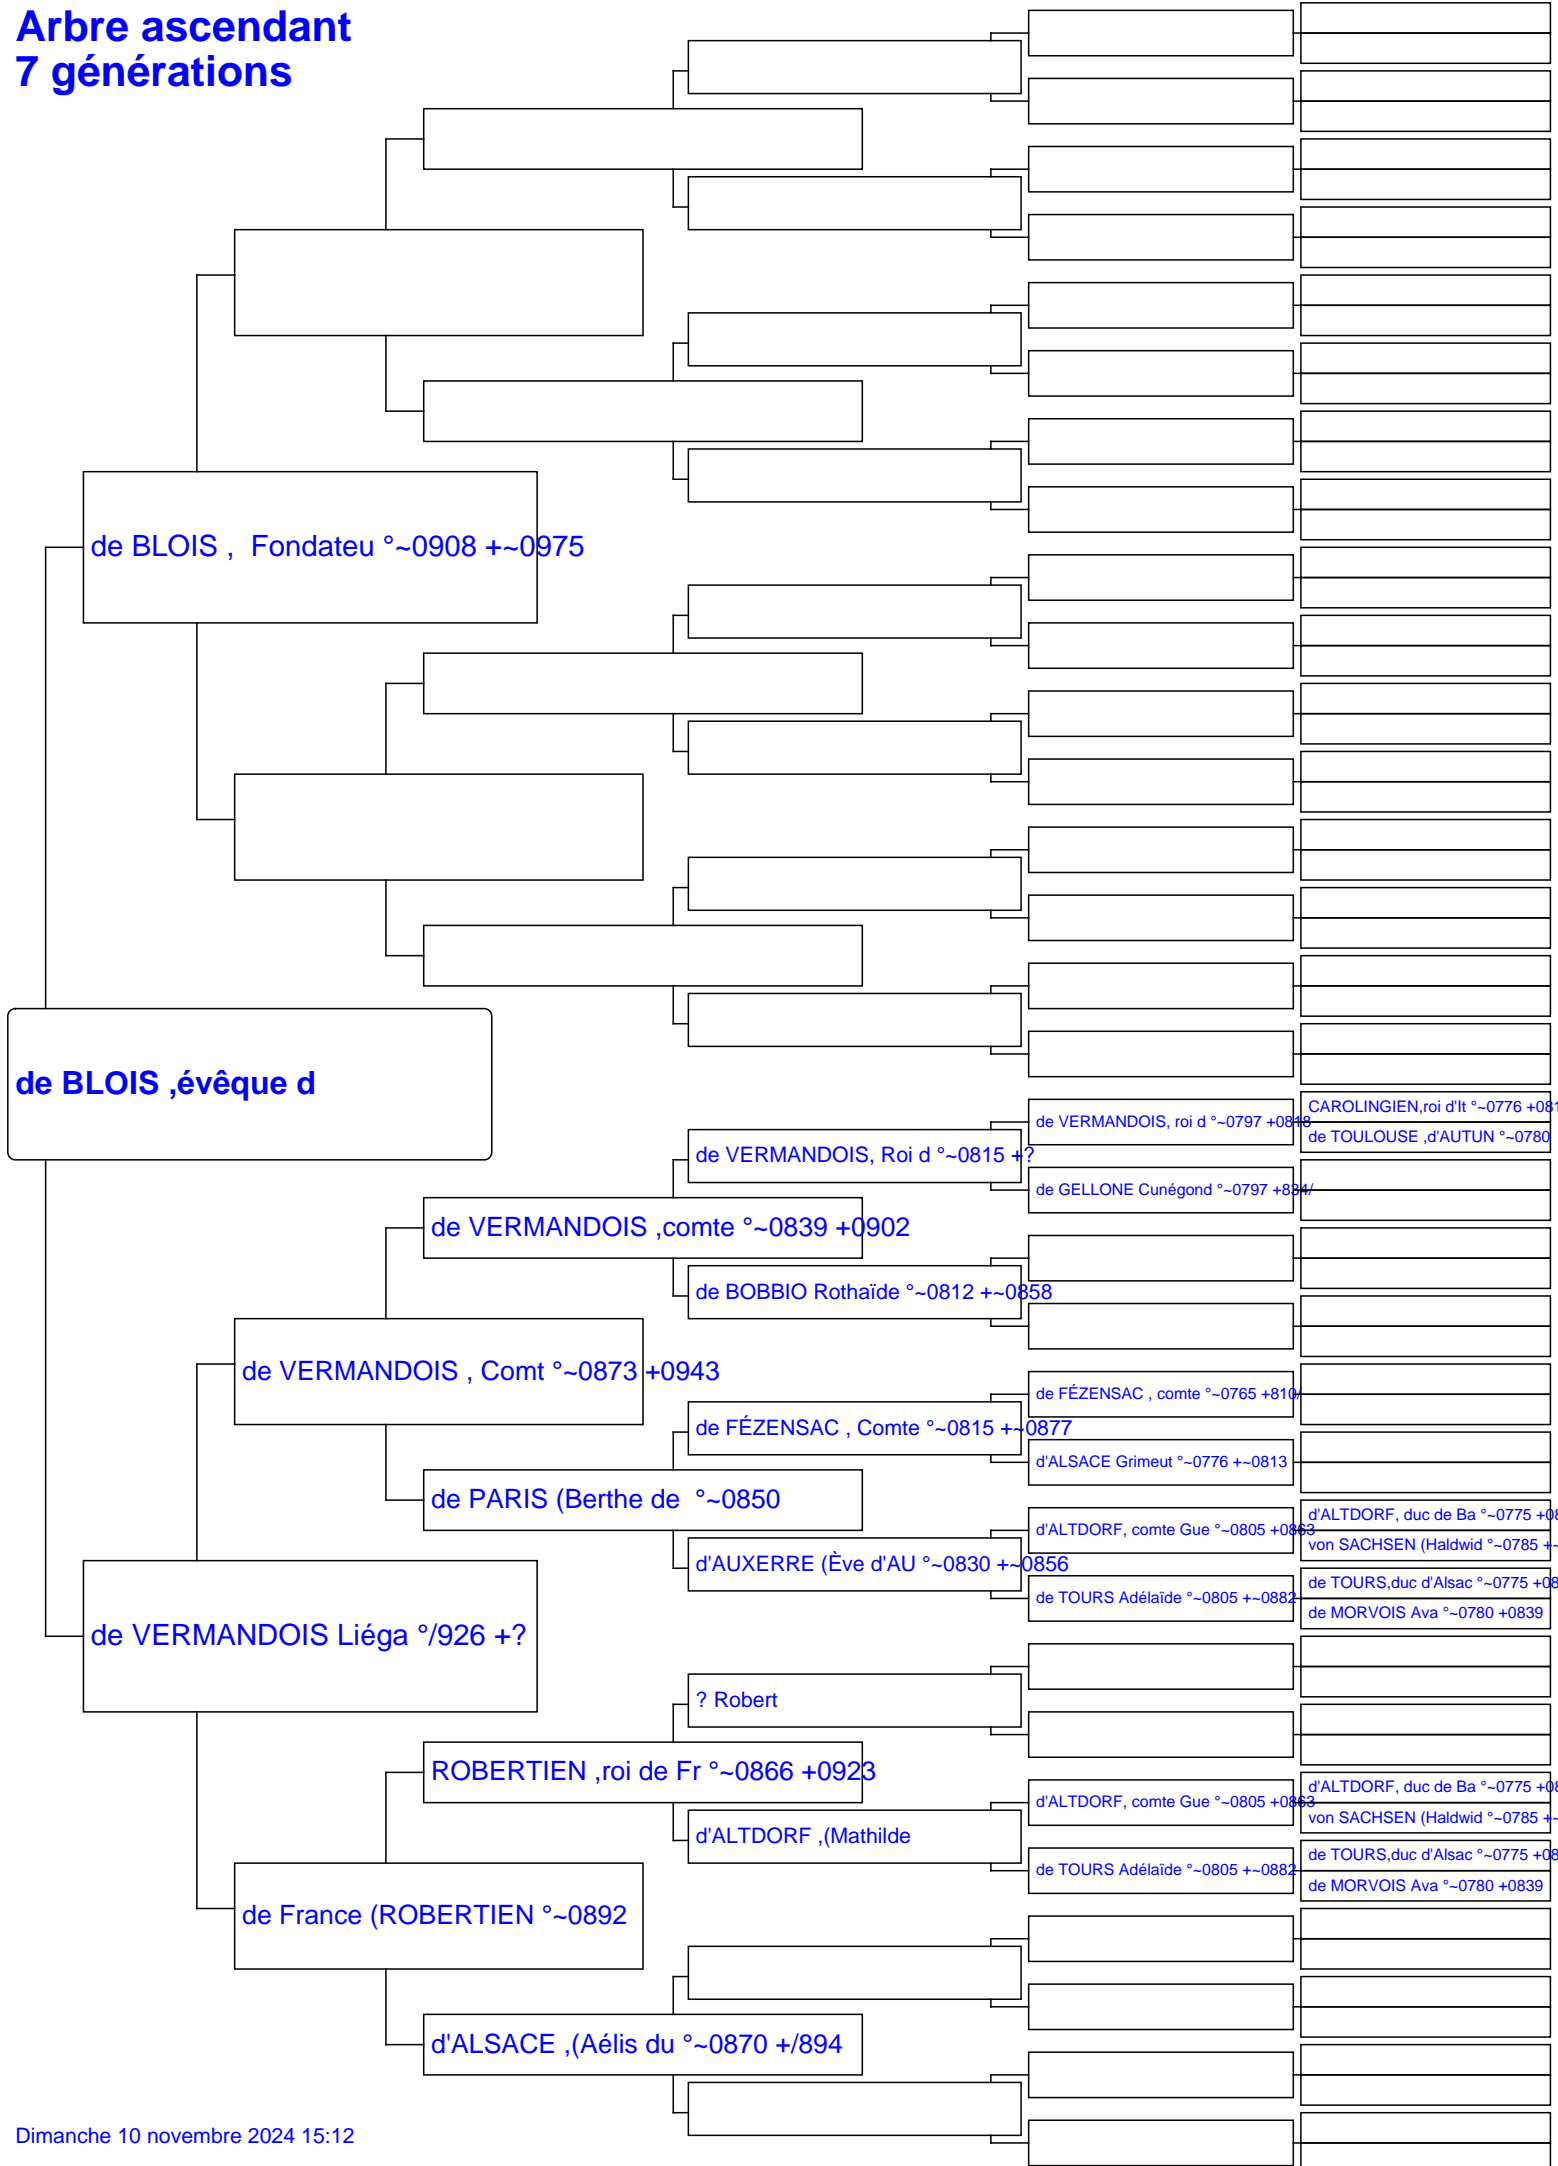 Arbre ascendant
7 générations
de BLOIS ,  Fondateu °~0908 +~0975
de BLOIS ,évêque d
CAROLINGIEN,roi d'It °~0776 +081
de VERMANDOIS, roi d °~0797 +0818
de TOULOUSE ,d'AUTUN °~0780
de VERMANDOIS, Roi d °~0815 +?
de GELLONE Cunégond °~0797 +834/
de VERMANDOIS ,comte °~0839 +0902
de BOBBIO Rothaïde °~0812 +~0858
de VERMANDOIS , Comt °~0873 +0943
de FÉZENSAC , comte °~0765 +810/
de FÉZENSAC , Comte °~0815 +~0877
d'ALSACE Grimeut °~0776 +~0813
de PARIS (Berthe de  °~0850
d'ALTDORF, duc de Ba °~0775 +08
d'ALTDORF, comte Gue °~0805 +0863
von SACHSEN (Haldwid °~0785 +~
d'AUXERRE (Ève d'AU °~0830 +~0856
de TOURS,duc d'Alsac °~0775 +08
de TOURS Adélaïde °~0805 +~0882
de MORVOIS Ava °~0780 +0839
de VERMANDOIS Liéga °/926 +?
? Robert
ROBERTIEN ,roi de Fr °~0866 +0923
d'ALTDORF, duc de Ba °~0775 +08
d'ALTDORF, comte Gue °~0805 +0863
von SACHSEN (Haldwid °~0785 +~
d'ALTDORF ,(Mathilde
de TOURS,duc d'Alsac °~0775 +08
de TOURS Adélaïde °~0805 +~0882
de MORVOIS Ava °~0780 +0839
de France (ROBERTIEN °~0892
d'ALSACE ,(Aélis du °~0870 +/894
Dimanche 10 novembre 2024 15:12